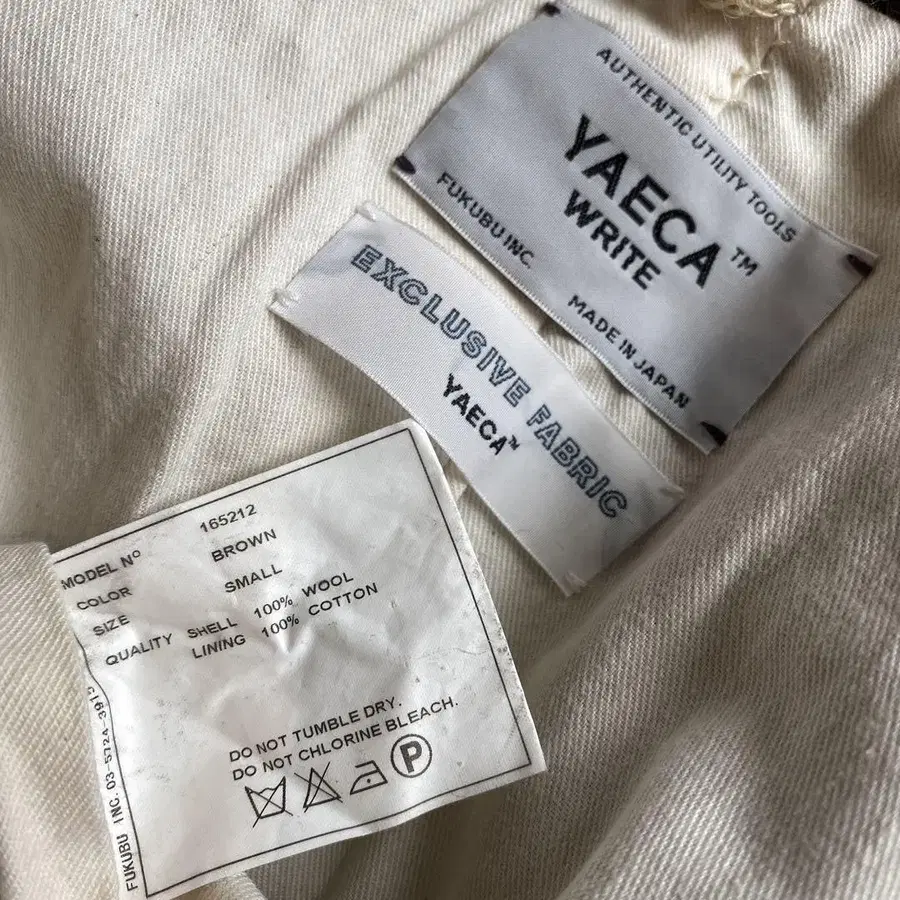 AUTHENTIC UTILITY TOOLS
YAECA™
WRITE
FUKUBU INC.
MADE IN JAPAN
EXCLUSIVE FABRIC
YAECA™
MODEL Nº 165212
COLOR BROWN
SIZE SMALL
QUALITY SHELL 100% WOOL
LINING 100% COTTON
DO NOT TUMBLE DRY.
DO NOT CHLORINE BLEACH.
P
FUKUBU INC. 03-5724-